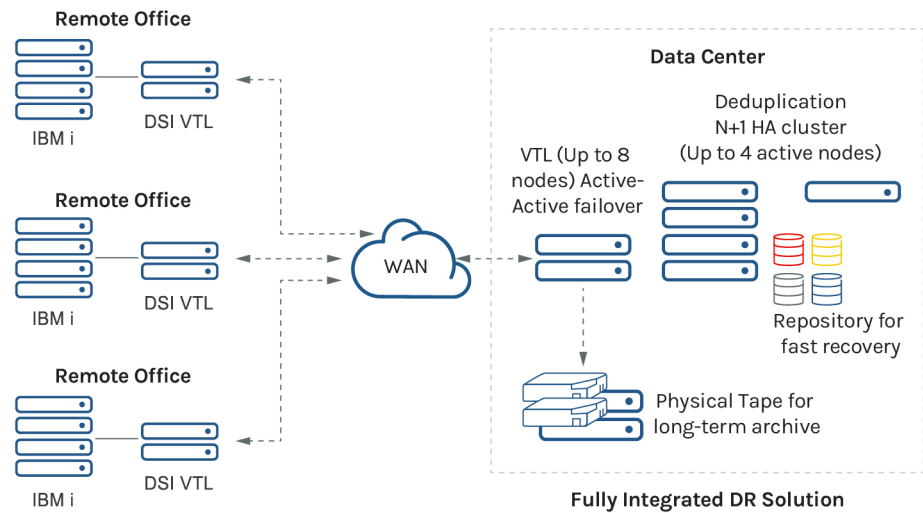 Remote Office
IBM i
DSI VTL
Remote Office
IBM i
DSI VTL
Remote Office
IBM i
DSI VTL
WAN
Data Center
VTL (Up to 8
nodes) Active-
Active failover
Deduplication
N+1 HA cluster
(Up to 4 active nodes)
Repository for
fast recovery
Physical Tape for
long-term archive
Fully Integrated DR Solution